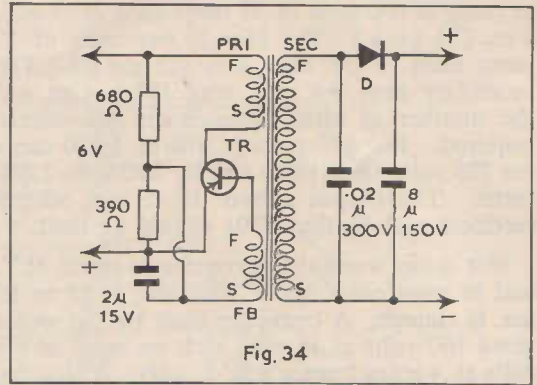 −
PRI
SEC
+
F
F
D
680
Ω
S
6V
TR
.02
μ
300V
8
μ
150V
390
Ω
+
F
2μ
15V
S
S
FB
−
Fig. 34